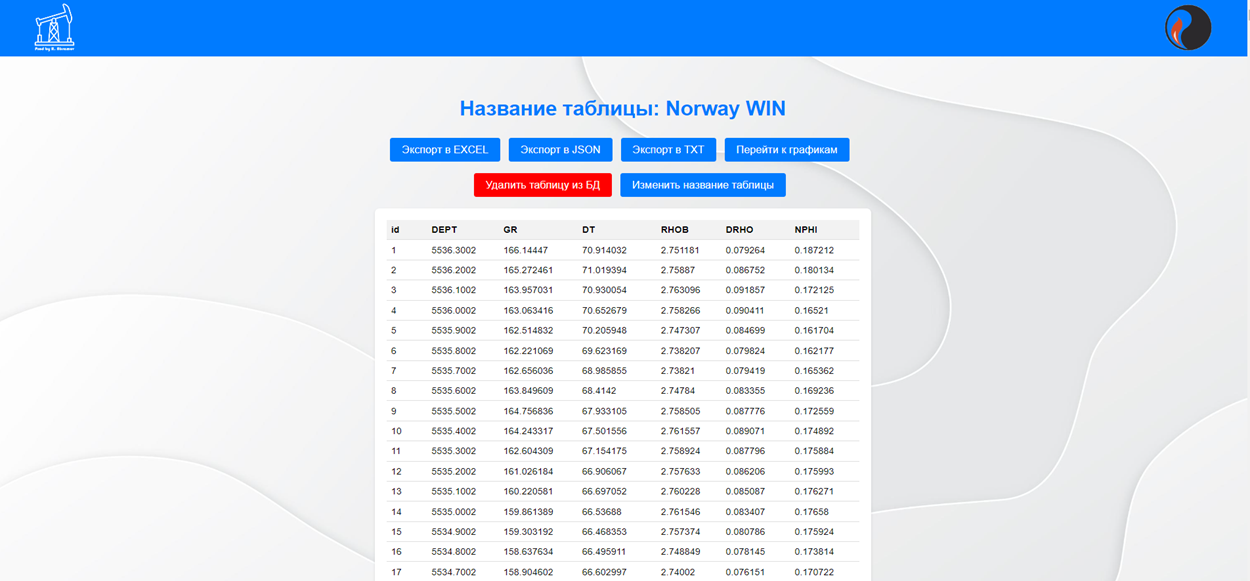 Название таблицы: Norway WIN
Экспорт в EXCEL Экспорт в JSON Экспорт в TXT Перейти к графикам
Удалить таблицу из БД Изменить название таблицы
id DEPT GR DT RHOB DRHO NPHI
1 5536.3002 166.14447 70.914032 2.751181 0.079264 0.187212
2 5536.2002 165.272461 71.019394 2.75887 0.086752 0.180134
3 5536.1002 163.957031 70.930054 2.763096 0.091857 0.172125
4 5536.0002 163.063416 70.652679 2.758266 0.090411 0.16521
5 5535.9002 162.514832 70.205948 2.747307 0.084699 0.161704
6 5535.8002 162.221069 69.623169 2.738207 0.079824 0.162177
7 5535.7002 162.656036 68.985855 2.73821 0.079419 0.165362
8 5535.6002 163.849609 68.4142 2.74784 0.083355 0.169236
9 5535.5002 164.756836 67.933105 2.758505 0.087776 0.172559
10 5535.4002 164.243317 67.501556 2.761557 0.089071 0.174892
11 5535.3002 162.604309 67.154175 2.758924 0.087796 0.175884
12 5535.2002 161.026184 66.906067 2.757633 0.086206 0.175993
13 5535.1002 160.220581 66.697052 2.760228 0.085087 0.176271
14 5535.0002 159.861389 66.53688 2.761546 0.083407 0.17658
15 5534.9002 159.303192 66.468353 2.757374 0.080786 0.175924
16 5534.8002 158.637634 66.495911 2.748849 0.078145 0.173814
17 5534.7002 158.904602 66.602997 2.74002 0.076151 0.170722